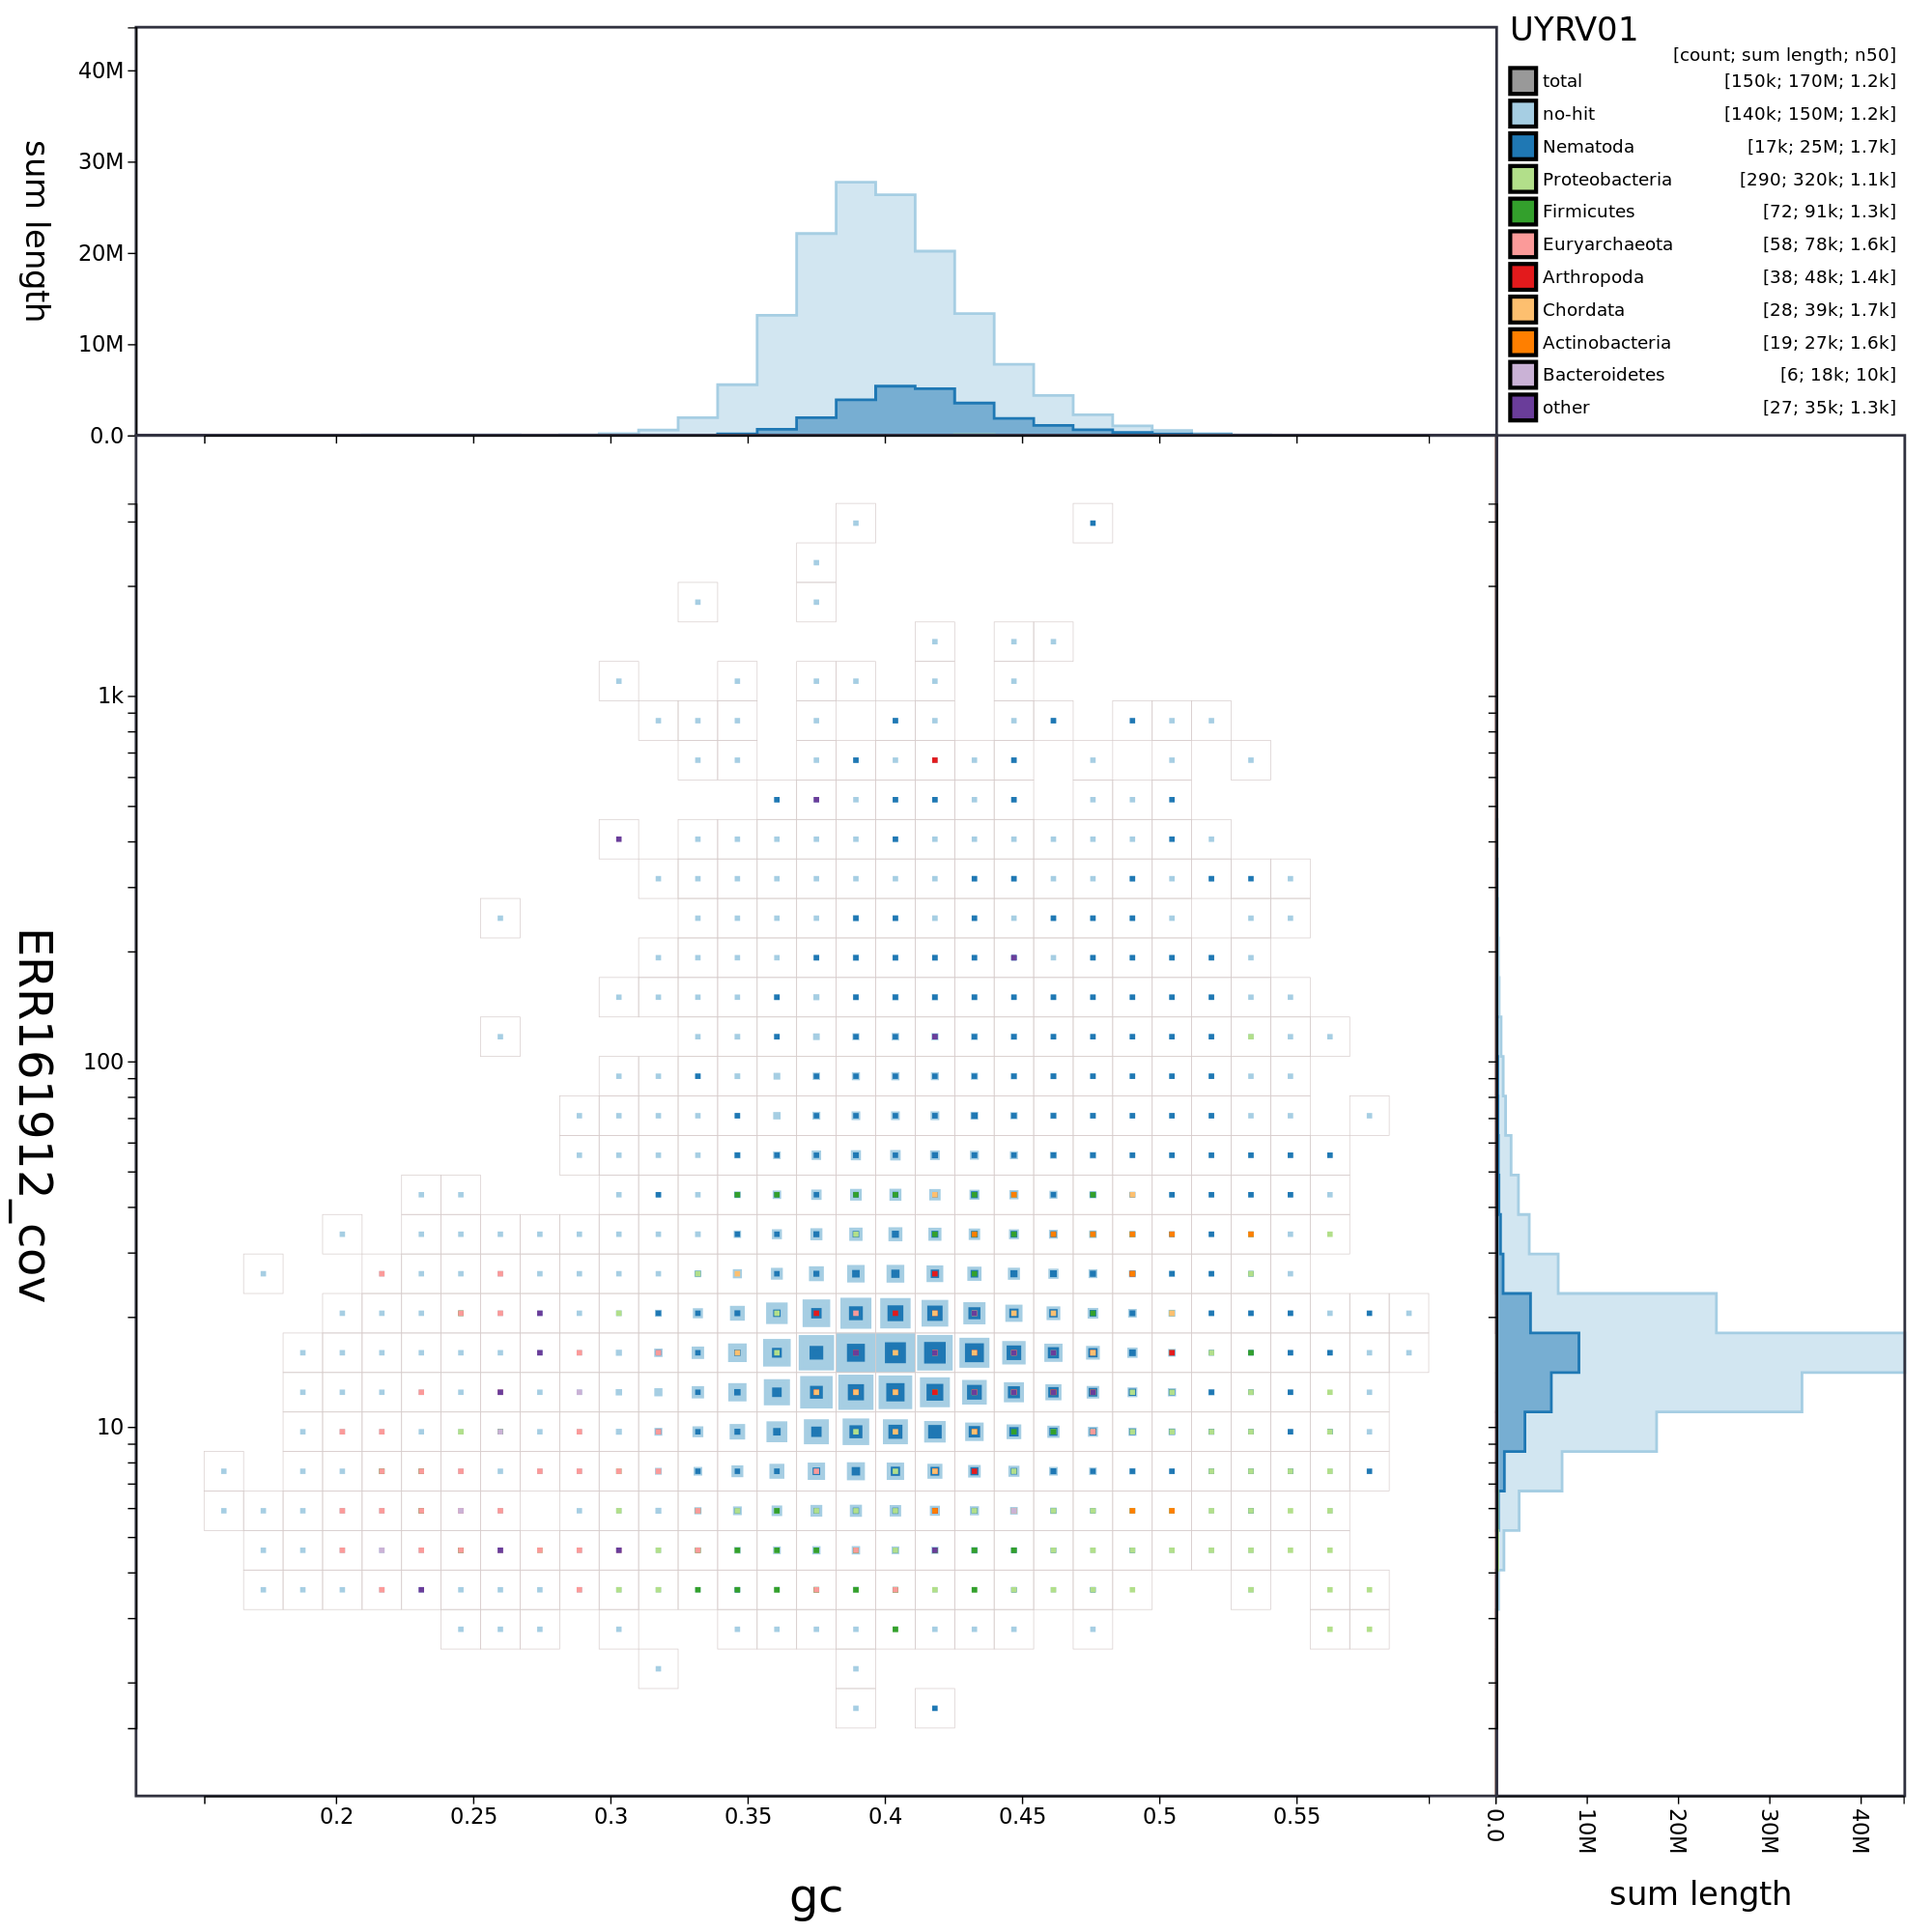 UYRV01
[count; sum length; n50]
total [150k; 170M; 1.2k]
no-hit [140k; 150M; 1.2k]
Nematoda [17k; 25M; 1.7k]
Proteobacteria [290; 320k; 1.1k]
Firmicutes [72; 91k; 1.3k]
Euryarchaeota [58; 78k; 1.6k]
Arthropoda [38; 48k; 1.4k]
Chordata [28; 39k; 1.7k]
Actinobacteria [19; 27k; 1.6k]
Bacteroidetes [6; 18k; 10k]
other [27; 35k; 1.3k]
sum length
40M
30M
20M
10M
0.0
ERR161912_cov
1k
100
10
0.2 0.25 0.3 0.35 0.4 0.45 0.5 0.55
gc
0.0 10M 20M 30M 40M
sum length